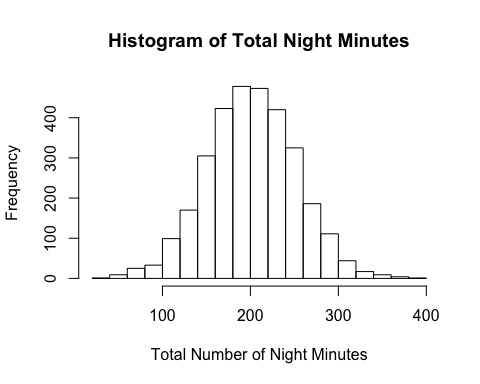 Histogram of Total Night Minutes
Frequency
400
300
200
100
0
100 200 300 400
Total Number of Night Minutes